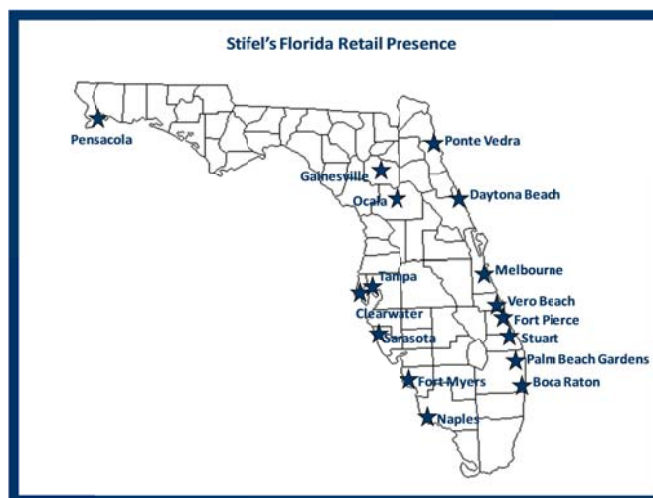 Stifel's Florida Retail Presence
Pensacola
Ponte Vedra
Gainesville
Ocala
Daytona Beach
Melbourne
Tampa
Vero Beach
Clearwater
Fort Pierce
Sarasota
Stuart
Palm Beach Gardens
Fort Myers
Boca Raton
Naples